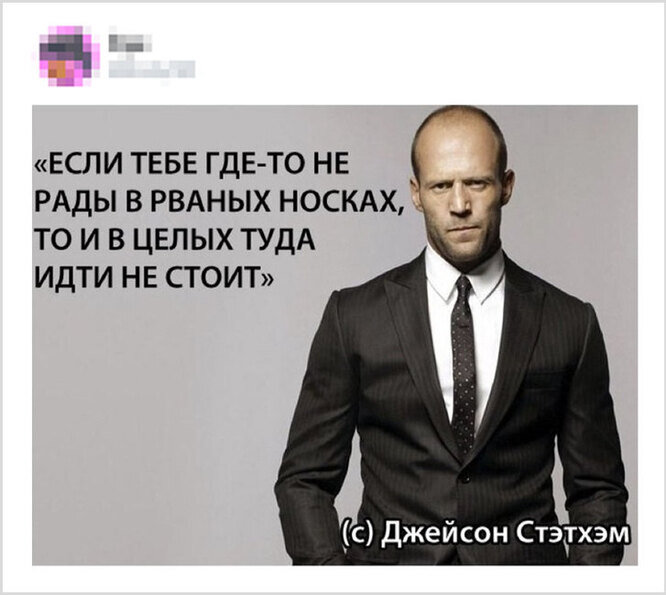 «ЕСЛИ ТЕБЕ ГДЕ-ТО НЕ
РАДЫ В РВАНЫХ НОСКАХ,
ТО И В ЦЕЛЫХ ТУДА
ИДТИ НЕ СТОИТ»
(с) Джейсон Стэтхэм